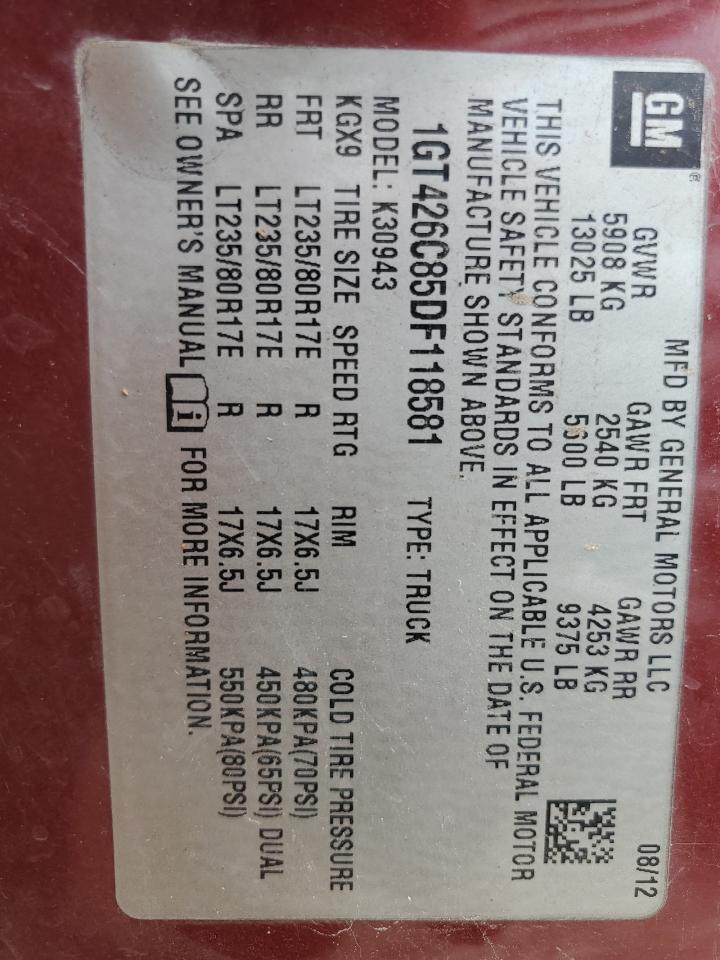 GM®
MFD BY GENERAL MOTORS LLC 08/12
GVWR GAWR FRT GAWR RR
5908 KG 2540 KG 4253 KG
13025 LB 5600 LB 9375 LB
THIS VEHICLE CONFORMS TO ALL APPLICABLE U.S. FEDERAL MOTOR
VEHICLE SAFETY STANDARDS IN EFFECT ON THE DATE OF
MANUFACTURE SHOWN ABOVE.
1GT426C85DF118581 TYPE: TRUCK
MODEL: K30943
KGX9 TIRE SIZE SPEED RTG RIM COLD TIRE PRESSURE
FRT LT235/80R17E R 17X6.5J 480KPA(70PSI)
RR LT235/80R17E R 17X6.5J 450KPA(65PSI) DUAL
SPA LT235/80R17E R 17X6.5J 550KPA(80PSI)
SEE OWNER'S MANUAL i FOR MORE INFORMATION.